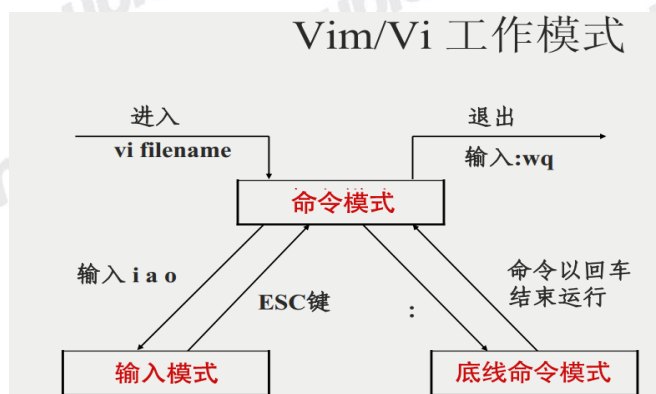 Vim/Vi 工作模式
进入
vi filename
退出
输入:wq
命令模式
输入 i a o
ESC键
:
命令以回车
结束运行
输入模式
底线命令模式